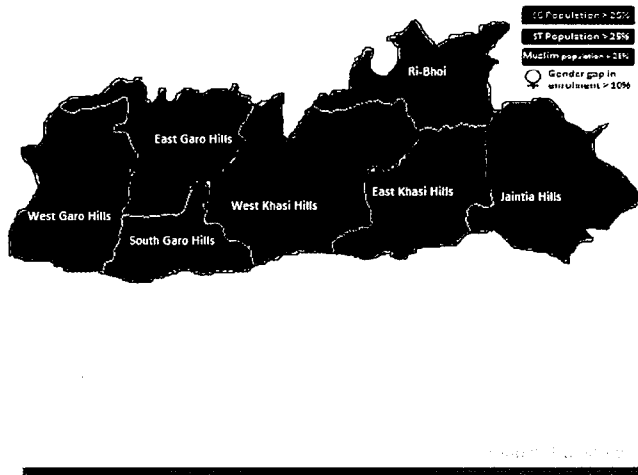 SC Population > 25%
ST Population > 25%
Muslim population > 25%
Gender gap in
enrolment > 10%
Ri-Bhoi
East Garo Hills
West Garo Hills
West Khasi Hills
East Khasi Hills
Jaintia Hills
South Garo Hills